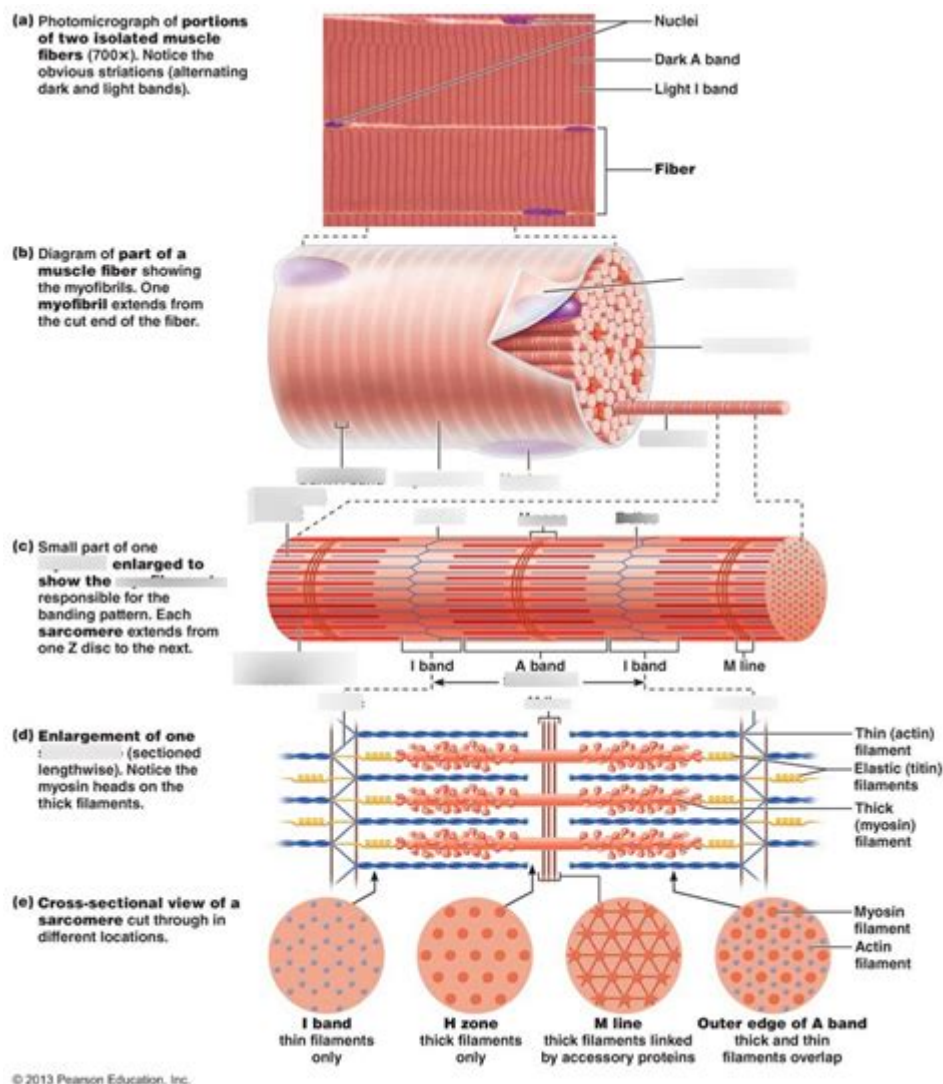 (a) Photomicrograph of portions
of two isolated muscle
fibers (700×). Notice the
obvious striations (alternating
dark and light bands).
Nuclei
Dark A band
Light I band
Fiber
(b) Diagram of part of a
muscle fiber showing
the myofibrils. One
myofibril extends from
the cut end of the fiber.
(c) Small part of one
enlarged to
show the
responsible for the
banding pattern. Each
sarcomere extends from
one Z disc to the next.
I band A band I band M line
(d) Enlargement of one
(sectioned
lengthwise). Notice the
myosin heads on the
thick filaments.
Thin (actin)
filament
Elastic (titin)
filaments
Thick
(myosin)
filament
(e) Cross-sectional view of a
sarcomere cut through in
different locations.
Myosin
filament
Actin
filament
I band
thin filaments
only
H zone
thick filaments
only
M line
thick filaments linked
by accessory proteins
Outer edge of A band
thick and thin
filaments overlap
© 2013 Pearson Education, Inc.